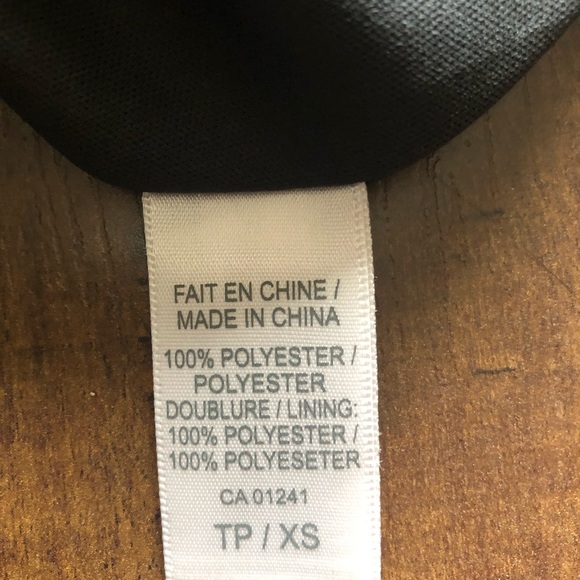 FAIT EN CHINE /
MADE IN CHINA
100% POLYESTER /
POLYESTER
DOUBLURE / LINING:
100% POLYESTER /
100% POLYESETER
CA 01241
TP / XS